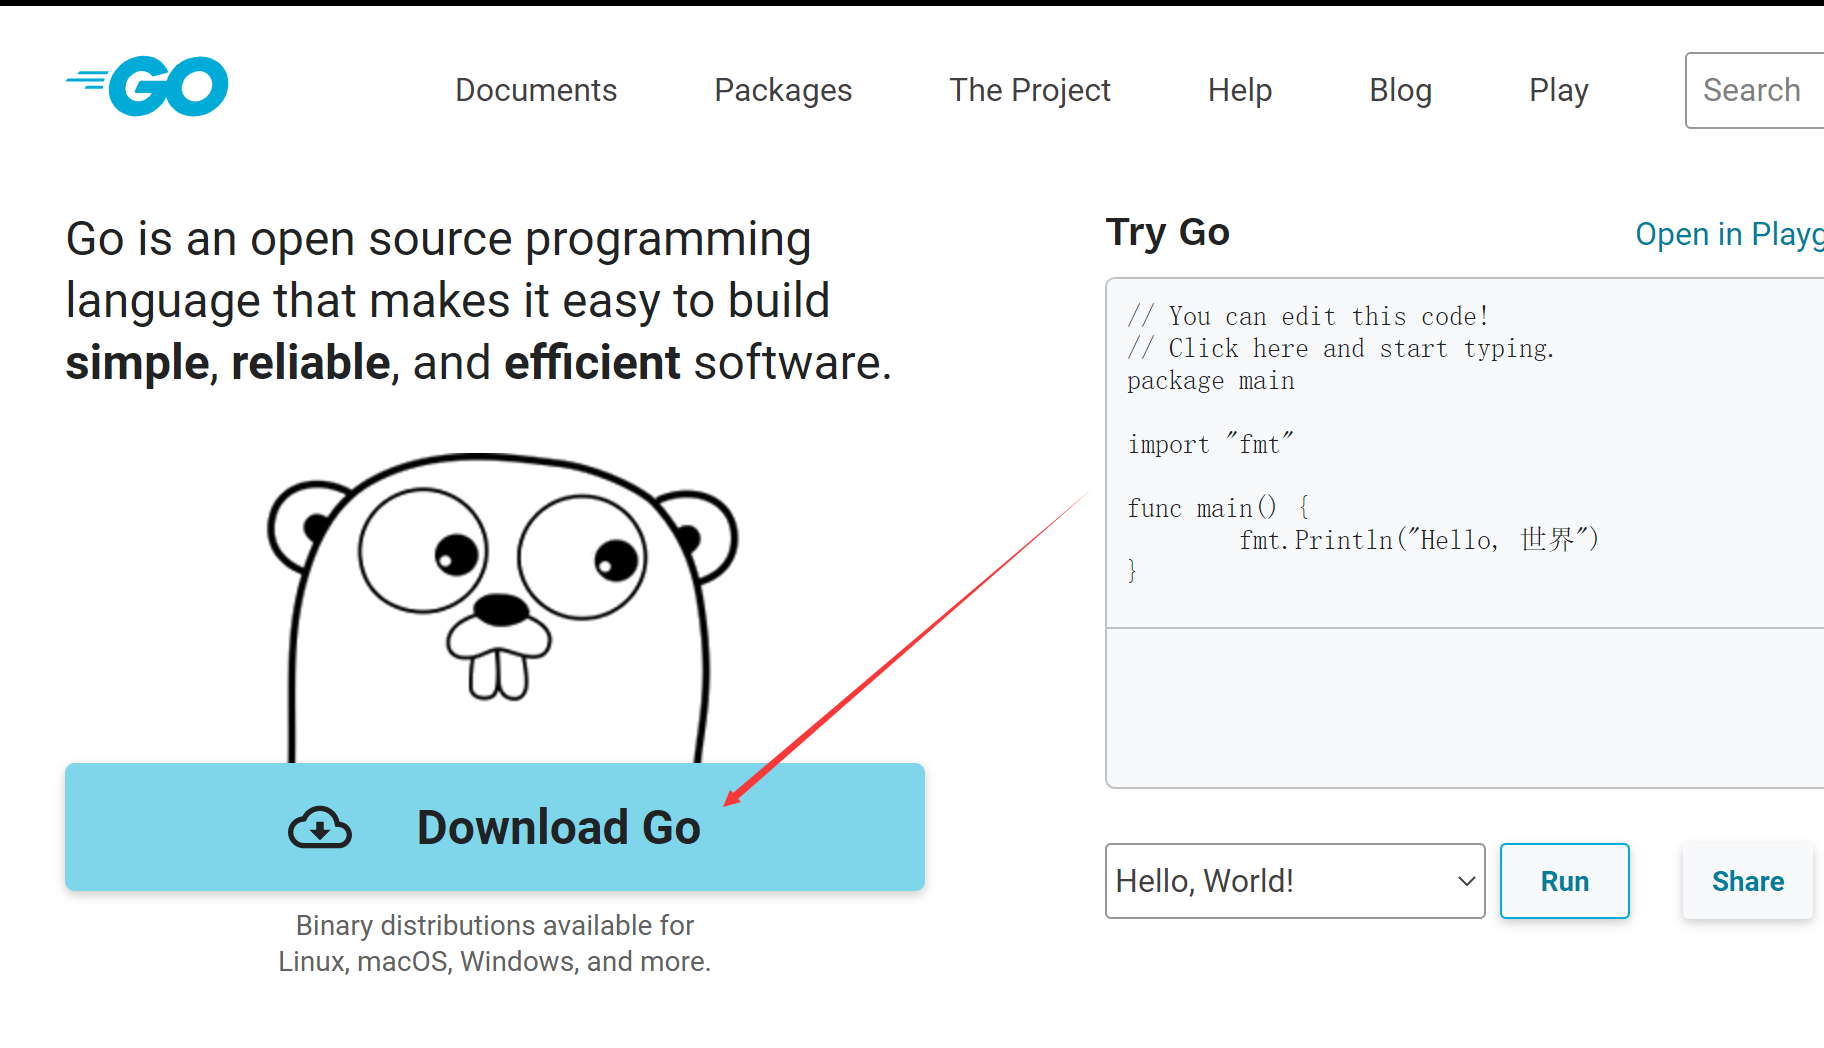 GO
Documents
Packages
The Project
Help
Blog
Play
Search
Go is an open source programming
language that makes it easy to build
simple, reliable, and efficient software.
Download Go
Binary distributions available for
Linux, macOS, Windows, and more.
Try Go
Open in Playg
// You can edit this code!
// Click here and start typing.
package main
import "fmt"
func main() {
        fmt.Println("Hello, 世界")
}
Hello, World!
Run
Share